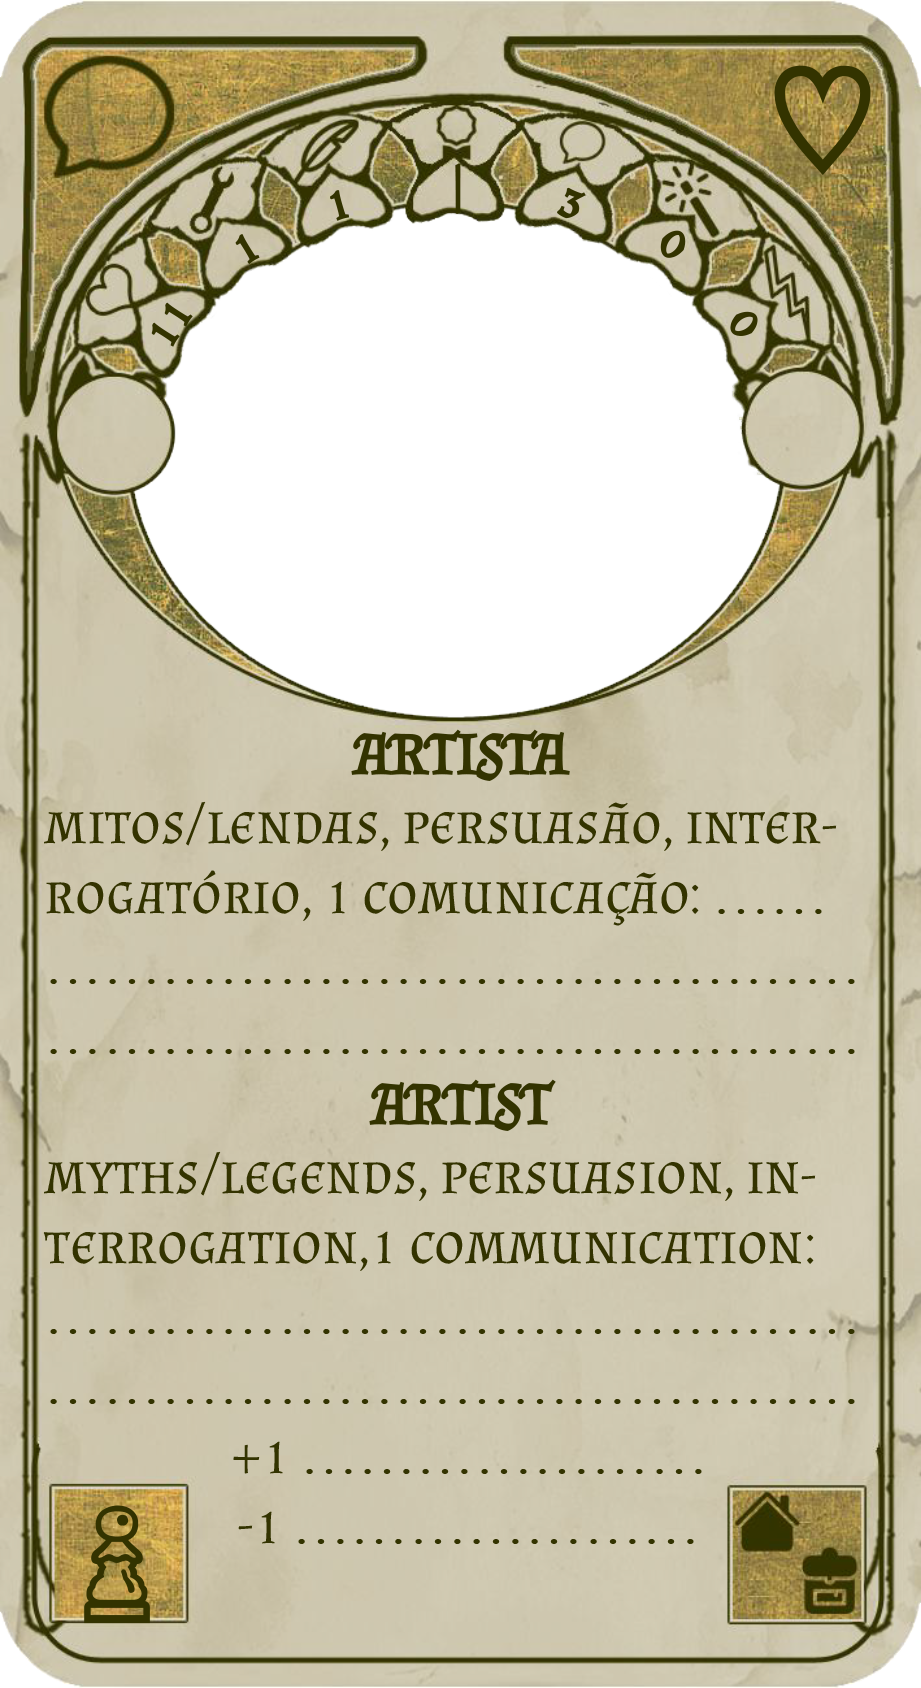 11 1 1 3 0 0
ARTISTA
MITOS/LENDAS, PERSUASÃO, INTER-
ROGATÓRIO, 1 COMUNICAÇÃO: ......
..........................................
..........................................
ARTIST
MYTHS/LEGENDS, PERSUASION, IN-
TERROGATION,1 COMMUNICATION:
..........................................
..........................................
+1 .....................
-1 .....................